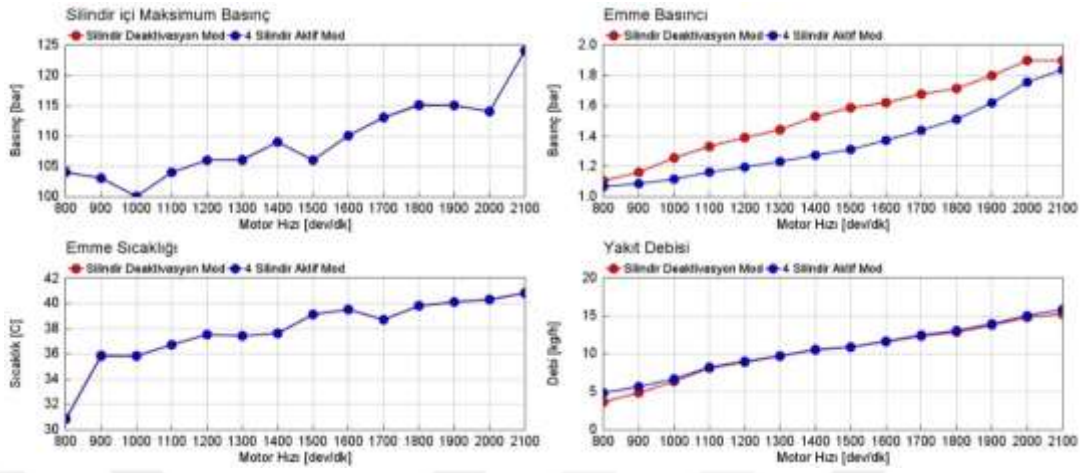 Silindir içi Maksimum Basınç
Silindir Deaktivasyon Mod 4 Silindir Aktif Mod
125
120
115
110
105
100
Basınç [bar]
800 900 1000 1100 1200 1300 1400 1500 1600 1700 1800 1900 2000 2100
Motor Hızı [dev/dk]
Emme Basıncı
Silindir Deaktivasyon Mod 4 Silindir Aktif Mod
2.0
1.8
1.6
1.4
1.2
1.0
Basınç [bar]
800 900 1000 1100 1200 1300 1400 1500 1600 1700 1800 1900 2000 2100
Motor Hızı [dev/dk]
Emme Sıcaklığı
Silindir Deaktivasyon Mod 4 Silindir Aktif Mod
42
40
38
36
34
32
30
Sıcaklık [C]
800 900 1000 1100 1200 1300 1400 1500 1600 1700 1800 1900 2000 2100
Motor Hızı [dev/dk]
Yakıt Debisi
Silindir Deaktivasyon Mod 4 Silindir Aktif Mod
20
15
10
5
0
Debi [kg/h]
800 900 1000 1100 1200 1300 1400 1500 1600 1700 1800 1900 2000 2100
Motor Hızı [dev/dk]